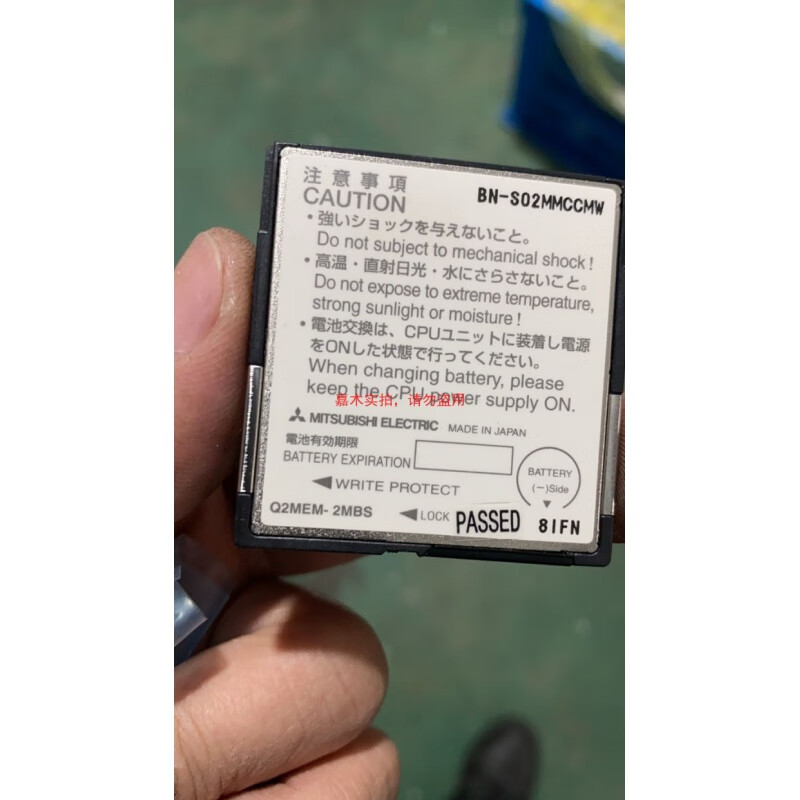 注意事項
CAUTION
BN-S02MMCCMW
・強いショックを与えないこと。
Do not subject to mechanical shock!
・高温・直射日光・水にさらさないこと。
Do not expose to extreme temperature,
strong sunlight or moisture!
・電池交換は、CPUユニットに装着し電源
をONした状態で行ってください。
When changing battery, please
keep the CPU power supply ON.
嘉木实拍，请勿盗用
MITSUBISHI ELECTRIC MADE IN JAPAN
電池有効期限
BATTERY EXPIRATION
BATTERY
(−)Side
WRITE PROTECT
Q2MEM-2MBS
LOCK PASSED 81FN